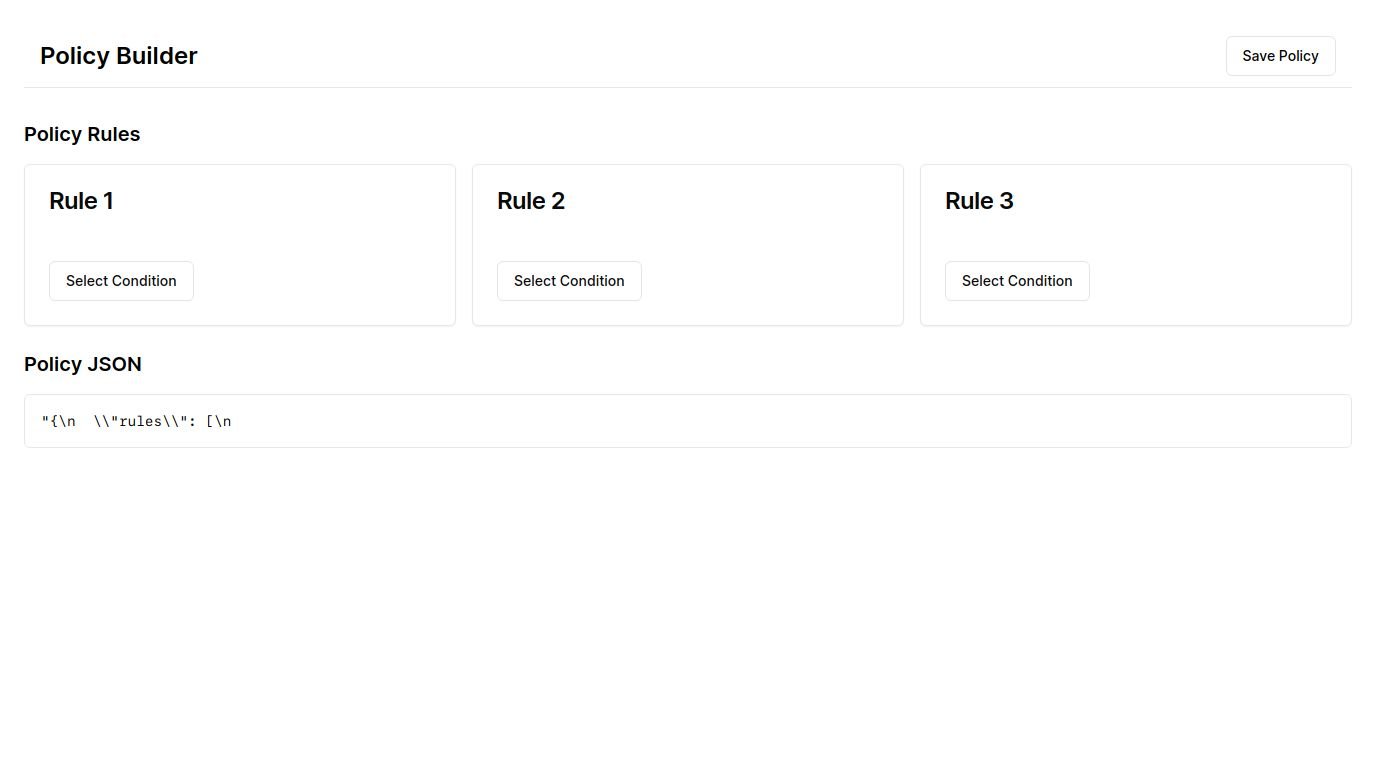 Policy Builder
Save Policy
Policy Rules
Rule 1
Rule 2
Rule 3
Select Condition
Select Condition
Select Condition
Policy JSON
"{\n  \\"rules\\": [\n